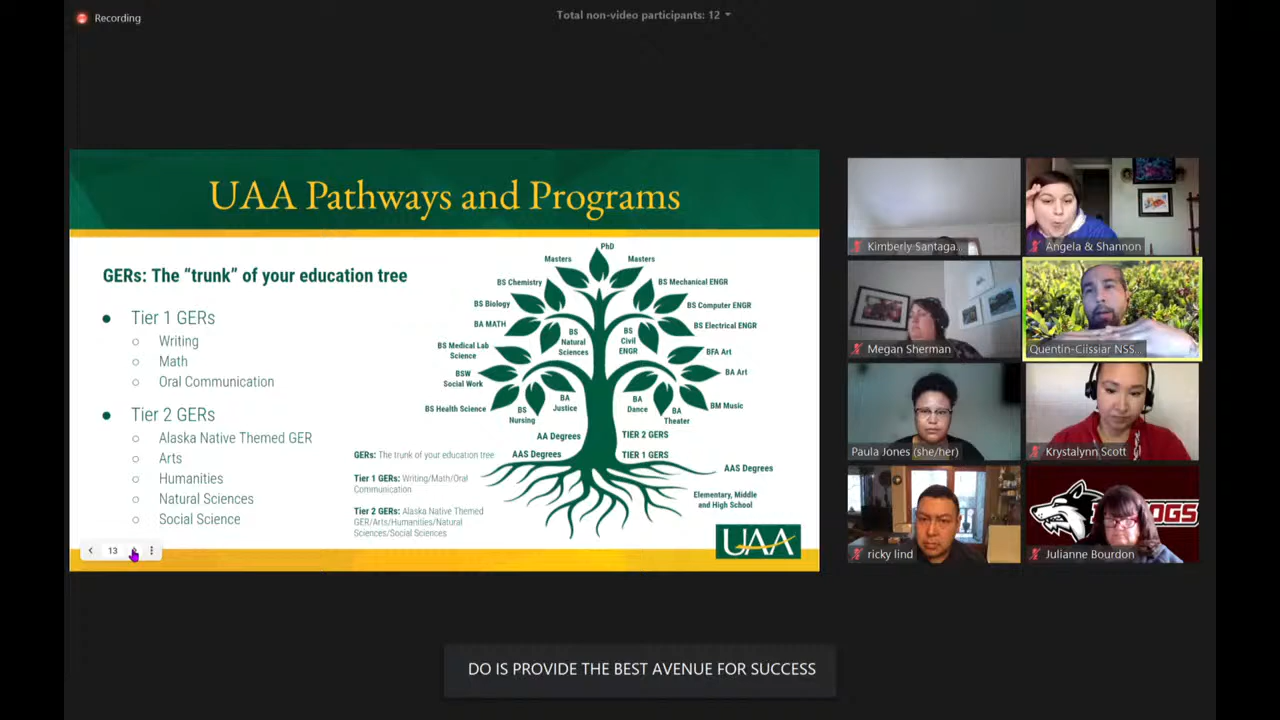 Recording
Total non-video participants: 12
UAA Pathways and Programs
GERs: The “trunk” of your education tree
● Tier 1 GERs
○ Writing
○ Math
○ Oral Communication
● Tier 2 GERs
○ Alaska Native Themed GER
○ Arts
○ Humanities
○ Natural Sciences
○ Social Science
GERs: The trunk of your education tree
Tier 1 GERs: Writing/Math/Oral
Communication
Tier 2 GERs: Alaska Native Themed
GER/Arts/Humanities/Natural
Sciences/Social Sciences
PhD
Masters
Masters
BS Chemistry
BS Mechanical ENGR
BS Biology
BS Computer ENGR
BA MATH
BS Electrical ENGR
BS
Natural
Sciences
BS
Civil
ENGR
BS Medical Lab
Science
BFA Art
BSW
Social Work
BA Art
BS Health Science
BA
Justice
BA
Dance
BM Music
BS
Nursing
BA
Theater
AA Degrees
TIER 2 GERS
AAS Degrees
TIER 1 GERS
AAS Degrees
Elementary, Middle
and High School
UAA
13
Kimberly Santaga...
Angela & Shannon
Megan Sherman
Quentin-Ciissiar NSS...
Paula Jones (she/her)
Krystalynn Scott
ricky lind
OGS
Julianne Bourdon
DO IS PROVIDE THE BEST AVENUE FOR SUCCESS